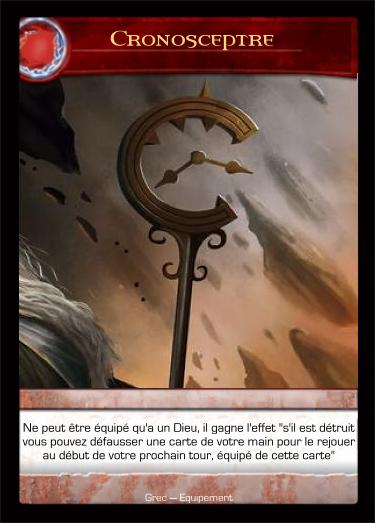 Cronosceptre
Ne peut être équipé qu'a un Dieu, il gagne l'effet "s'il est détruit
vous pouvez défausser une carte de votre main pour le rejouer
au début de votre prochain tour, équipé de cette carte"
Grec — Equipement